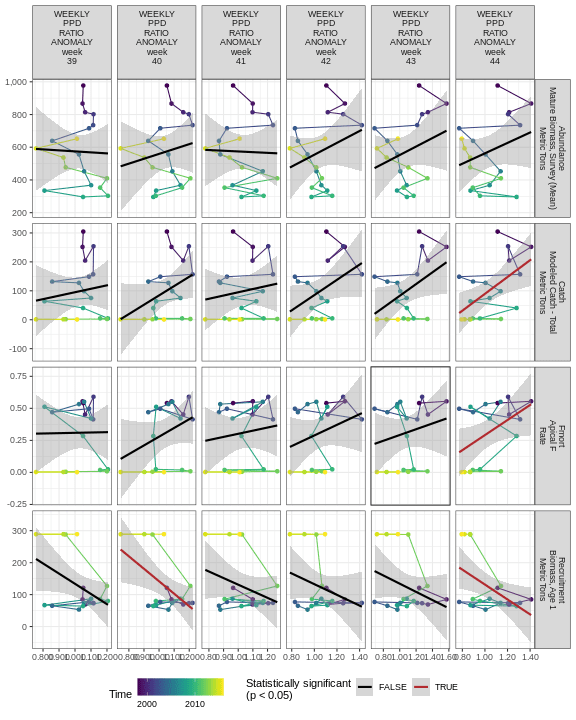 WEEKLY PPD RATIO ANOMALY week 39
WEEKLY PPD RATIO ANOMALY week 40
WEEKLY PPD RATIO ANOMALY week 41
WEEKLY PPD RATIO ANOMALY week 42
WEEKLY PPD RATIO ANOMALY week 43
WEEKLY PPD RATIO ANOMALY week 44
1,000
800
600
400
200
Abundance
Mature Biomass, Survey (Mean)
Metric Tons
300
200
100
0
-100
Catch
Modeled Catch - Total
Metric Tons
0.75
0.50
0.25
0.00
-0.25
Fmort
Apical F
Rate
300
200
100
0
Recruitment
Biomass, Age 1
Metric Tons
0.80 1.00 1.20 1.40
0.80 1.00 1.20 1.40
Time
2000 2010
Statistically significant
(p < 0.05)
FALSE TRUE